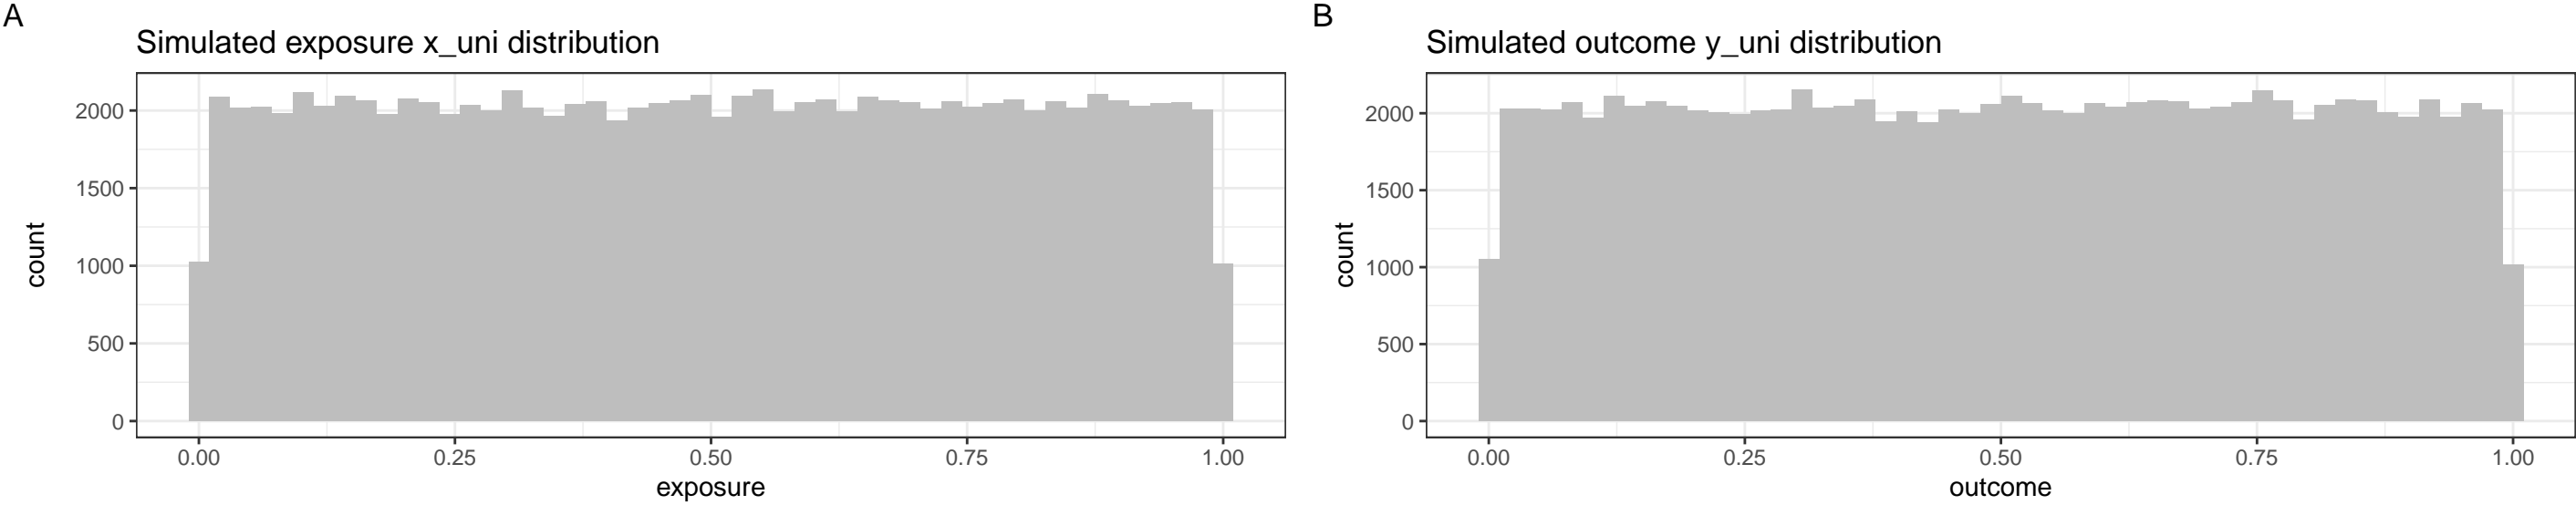 A
Simulated exposure x_uni distribution
2000
1500
1000
500
0
count
0.00 0.25 0.50 0.75 1.00
exposure
B
Simulated outcome y_uni distribution
2000
1500
1000
500
0
count
0.00 0.25 0.50 0.75 1.00
outcome